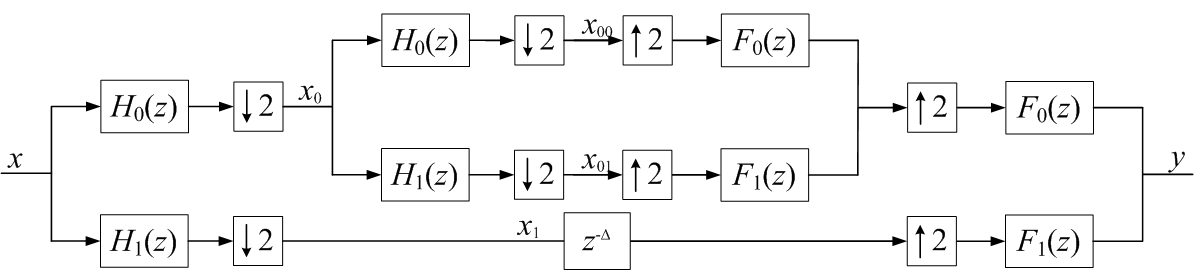 H₀(z) ↓2 x₀₀ ↑2 F₀(z)
H₀(z) ↓2 x₀ ↑2 F₀(z)
x y
H₁(z) ↓2 x₀₁ ↑2 F₁(z)
H₁(z) ↓2 x₁ z^-Δ ↑2 F₁(z)